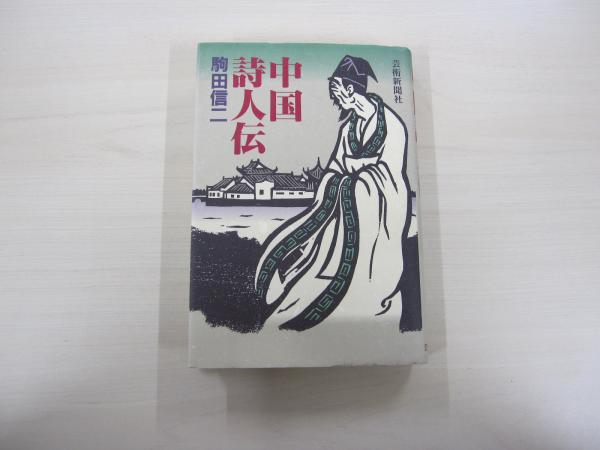 芸術新聞社
中国
詩人伝
駒田信二